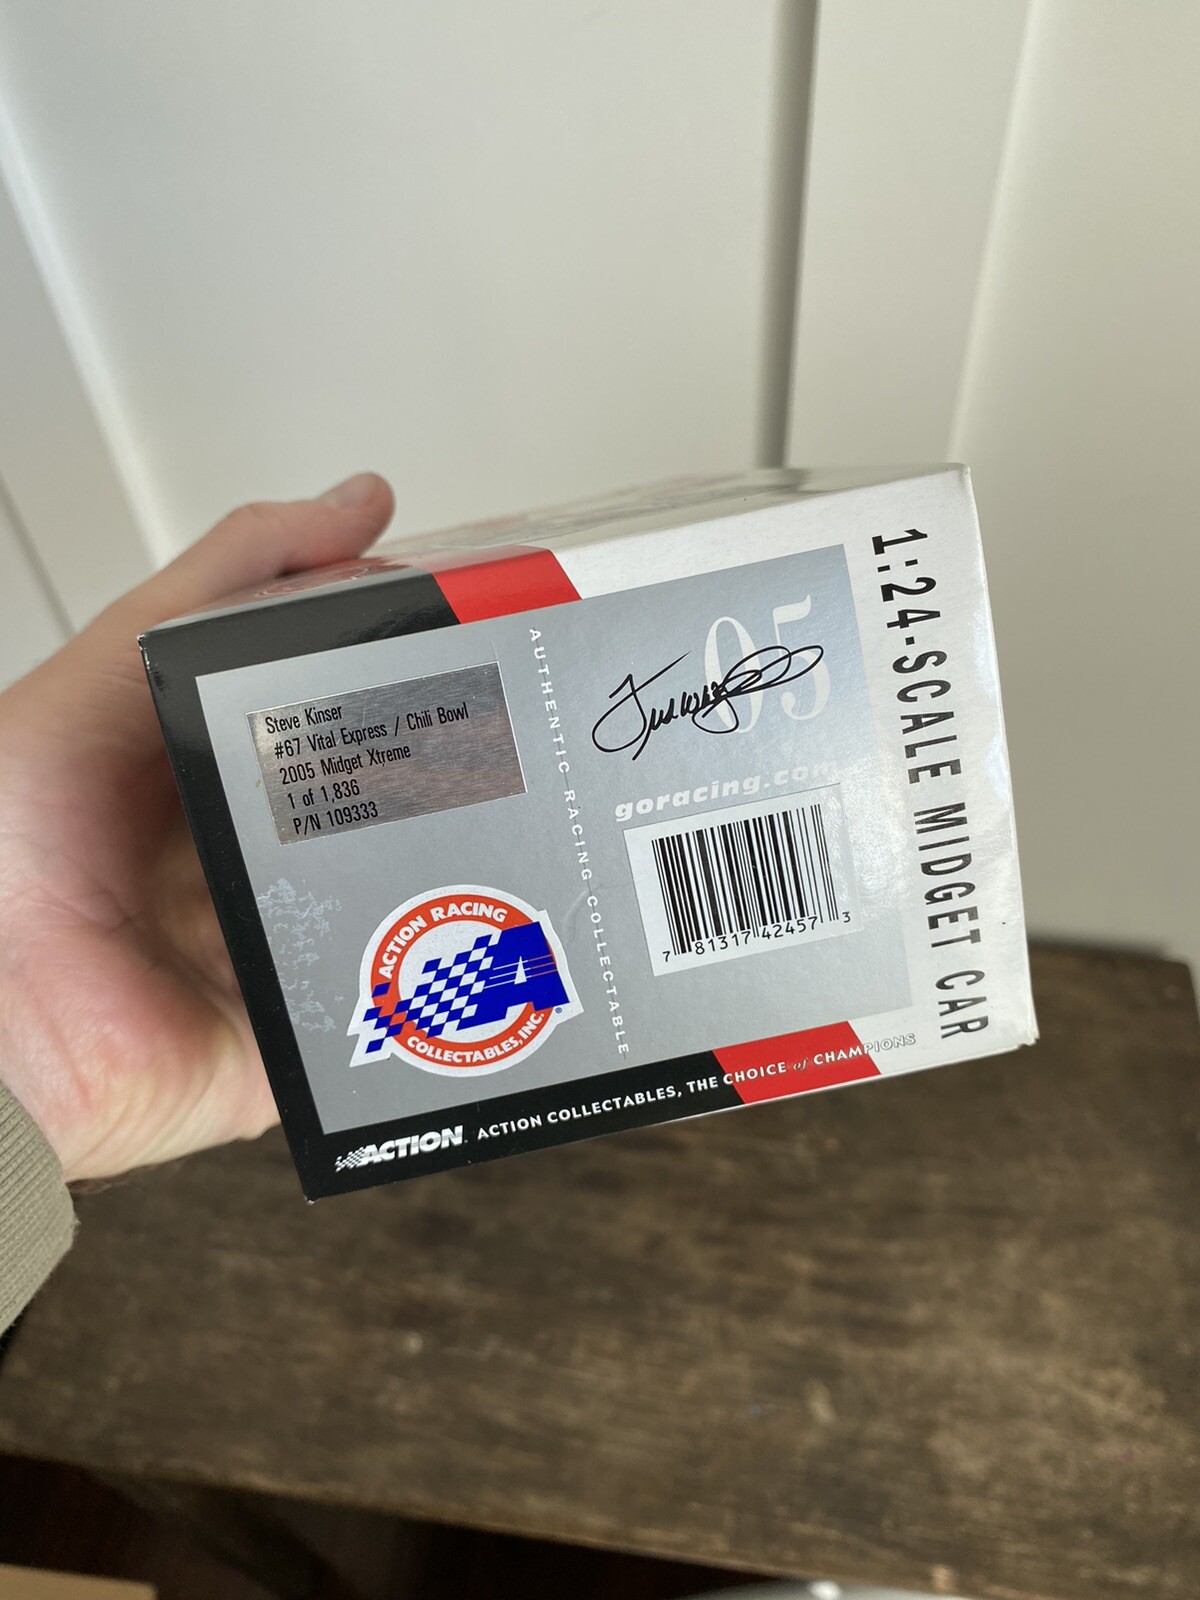 Steve Kinser
#67 Vital Express / Chili Bowl
2005 Midget Xtreme
1 of 1,836
P/N 109333
AUTHENTIC RACING COLLECTABLE
05
goracing.com
7 81317 42457 3
1:24-SCALE MIDGET CAR
ACTION RACING
A
COLLECTABLES, INC.
®
ACTION
ACTION COLLECTABLES, THE CHOICE of CHAMPIONS